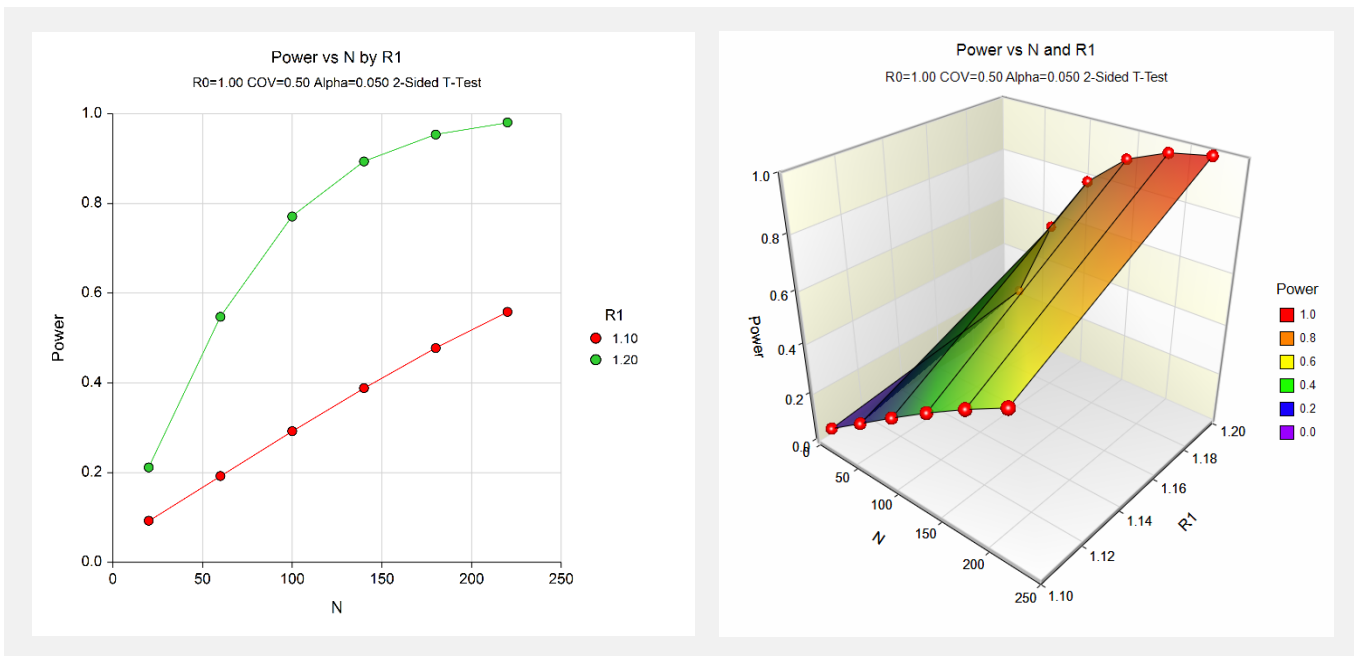 Power vs N by R1
R0=1.00 COV=0.50 Alpha=0.050 2-Sided T-Test
1.0
0.8
0.6
0.4
0.2
0.0
Power
0 50 100 150 200 250
N
R1
1.10
1.20
Power vs N and R1
R0=1.00 COV=0.50 Alpha=0.050 2-Sided T-Test
1.0
0.8
0.6
0.4
0.2
0.0
Power
0
50
100
150
200
250
N
1.10
1.12
1.14
1.16
1.18
1.20
R1
Power
1.0
0.8
0.6
0.4
0.2
0.0